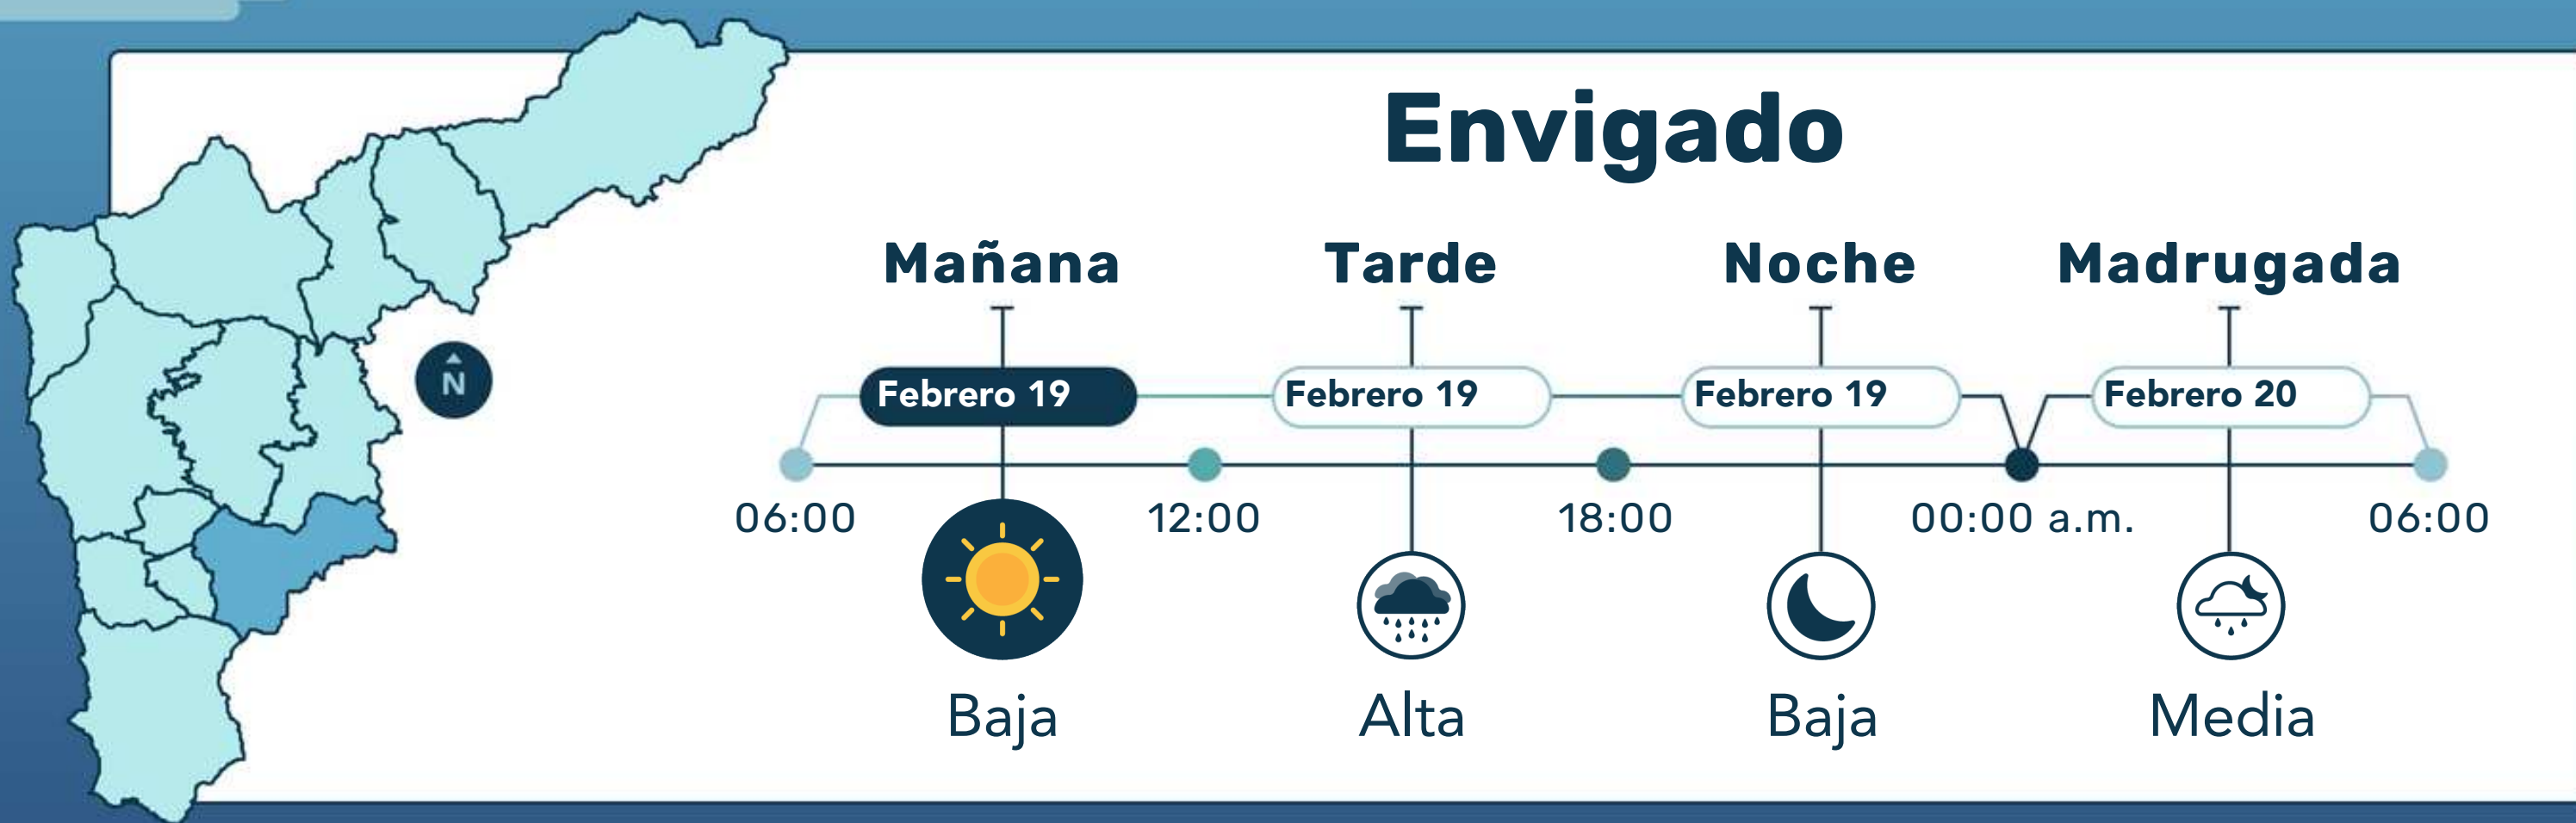 Envigado
Mañana Tarde Noche Madrugada
N
Febrero 19 Febrero 19 Febrero 19 Febrero 20
06:00 12:00 18:00 00:00 a.m. 06:00
Baja Alta Baja Media